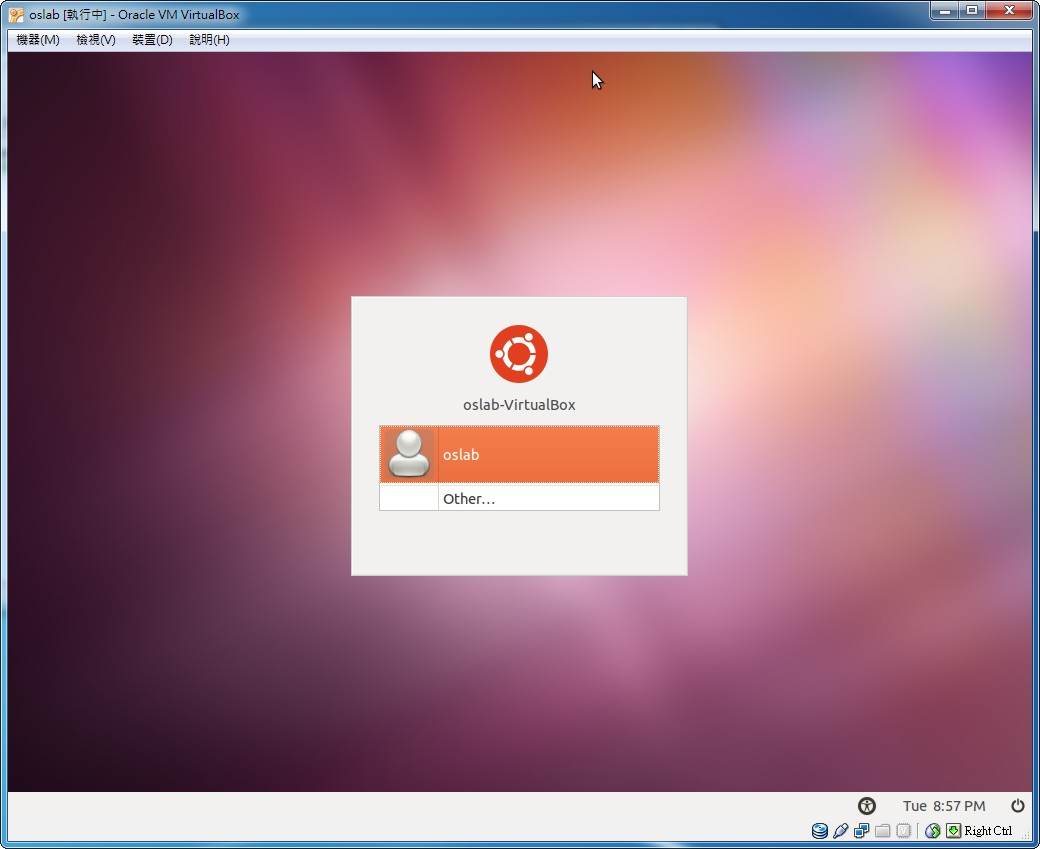 oslab [執行中] - Oracle VM VirtualBox
機器(M) 檢視(V) 裝置(D) 說明(H)
oslab-VirtualBox
oslab
Other...
Tue 8:57 PM
Right Ctrl